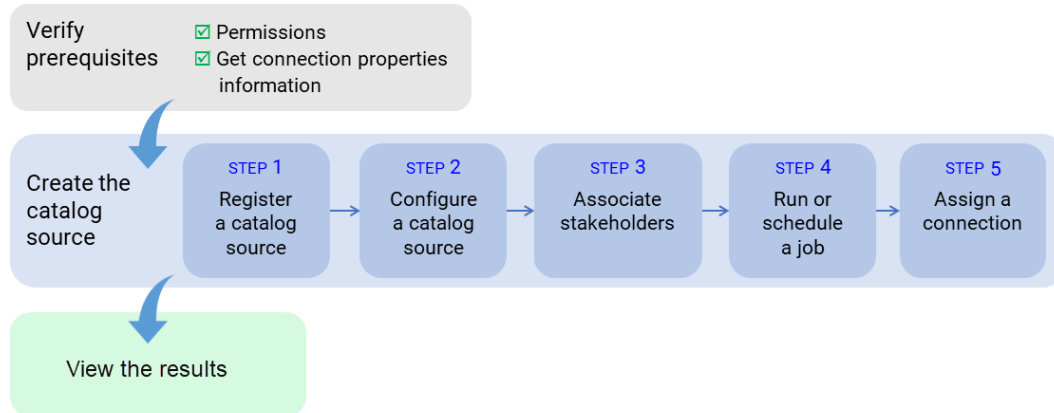 Verify
prerequisites
Permissions
Get connection properties
information
Create the
catalog
source
STEP 1
Register
a catalog
source
STEP 2
Configure
a catalog
source
STEP 3
Associate
stakeholders
STEP 4
Run or
schedule
a job
STEP 5
Assign a
connection
View the results